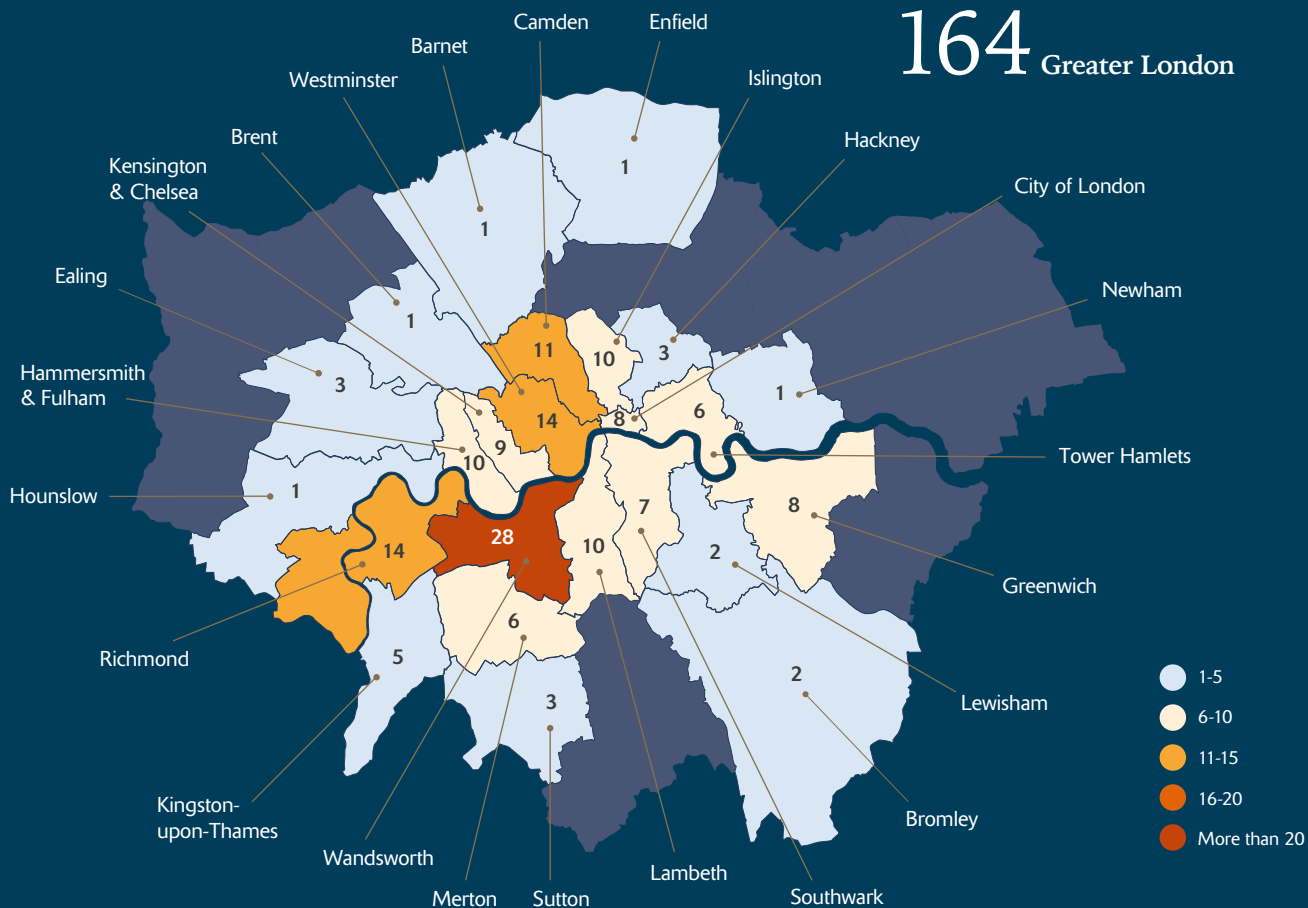 164 Greater London
Camden
Enfield
Barnet
Westminster
Islington
Brent
Hackney
Kensington
& Chelsea
City of London
Ealing
Newham
Hammersmith
& Fulham
Tower Hamlets
Hounslow
Greenwich
Richmond
Lewisham
Kingston-
upon-Thames
Bromley
Wandsworth
Lambeth
Merton
Sutton
Southwark
1
1
1
11
10
3
3
1
14
8
6
9
10
1
28
14
10
7
8
2
6
5
2
3
1-5
6-10
11-15
16-20
More than 20